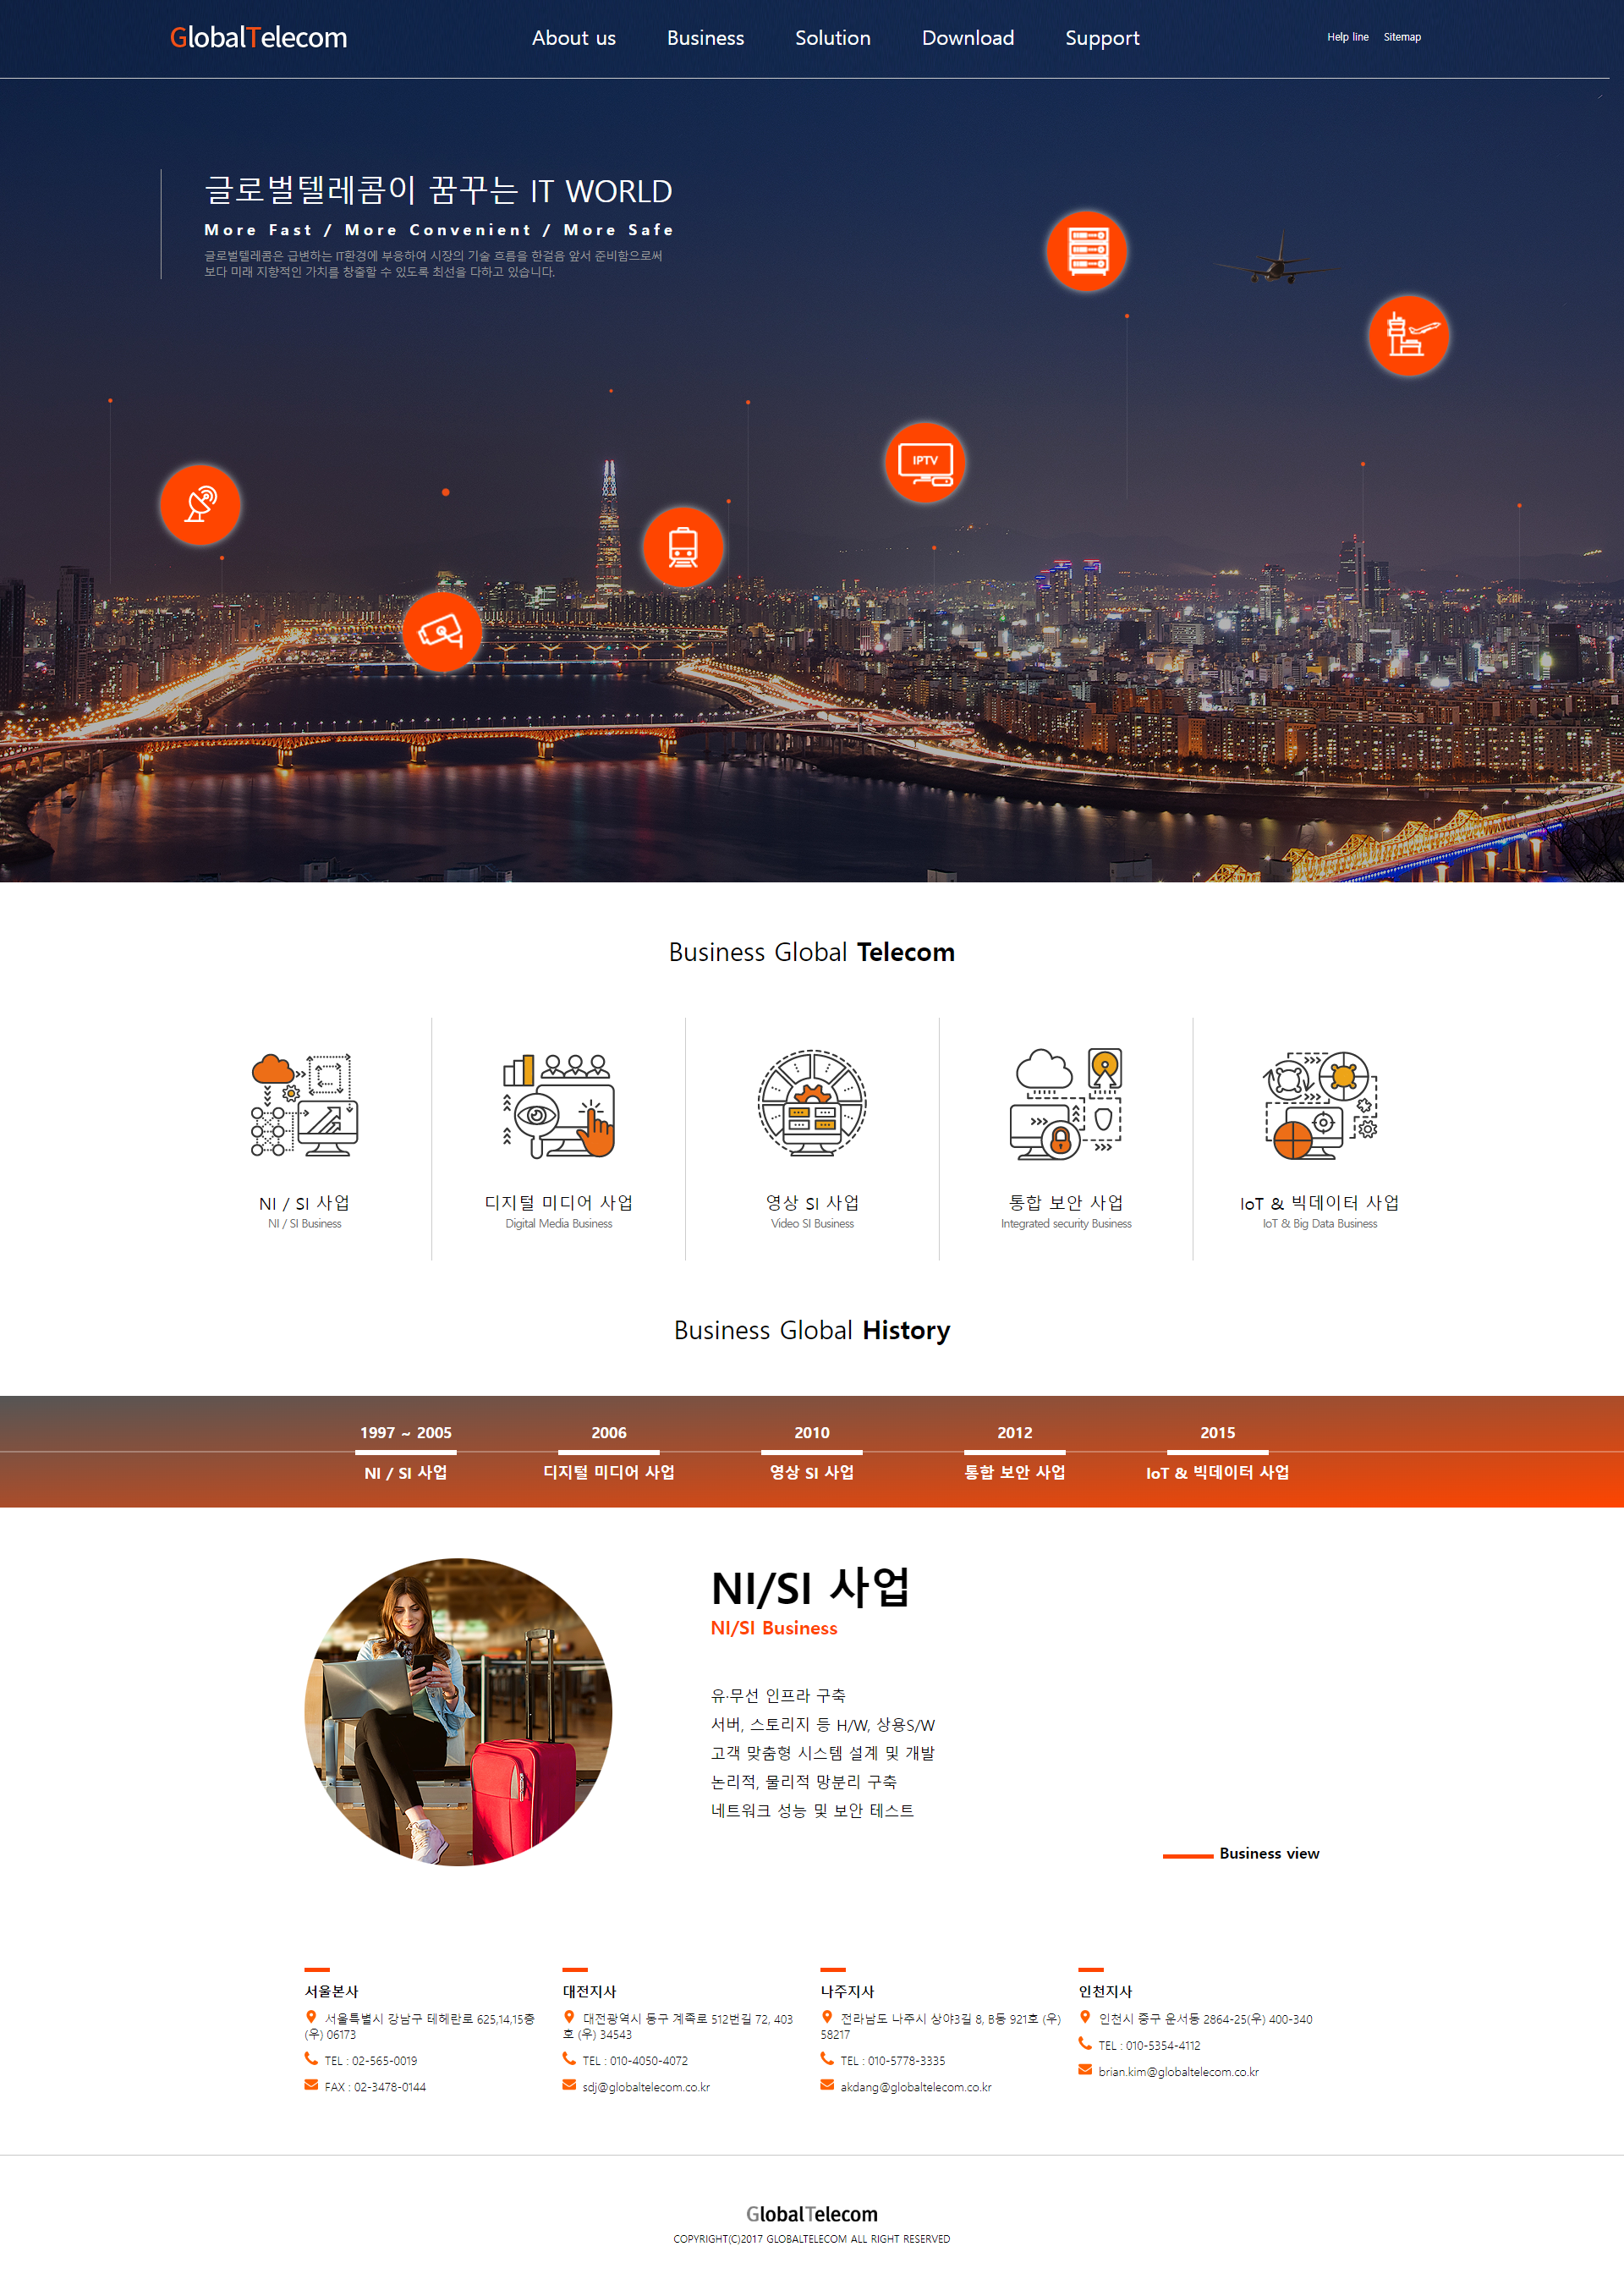 GlobalTelecom
About us Business Solution Download Support
Help line Sitemap
글로벌텔레콤이 꿈꾸는 IT WORLD
More Fast / More Convenient / More Safe
글로벌텔레콤은 급변하는 IT환경에 부응하여 시장의 기술 흐름을 한걸음 앞서 준비함으로써
보다 미래 지향적인 가치를 창출할 수 있도록 최선을 다하고 있습니다.
IPTV
Business Global Telecom
NI / SI 사업
NI / SI Business
디지털 미디어 사업
Digital Media Business
영상 SI 사업
Video SI Business
통합 보안 사업
Integrated security Business
IoT & 빅데이터 사업
IoT & Big Data Business
Business Global History
1997 ~ 2005
NI / SI 사업
2006
디지털 미디어 사업
2010
영상 SI 사업
2012
통합 보안 사업
2015
IoT & 빅데이터 사업
NI/SI 사업
NI/SI Business
유·무선 인프라 구축
서버, 스토리지 등 H/W, 상용S/W
고객 맞춤형 시스템 설계 및 개발
논리적, 물리적 망분리 구축
네트워크 성능 및 보안 테스트
Business view
서울본사
서울특별시 강남구 테헤란로 625,14,15층
(우) 06173
TEL : 02-565-0019
FAX : 02-3478-0144
대전지사
대전광역시 동구 계족로 512번길 72, 403
호 (우) 34543
TEL : 010-4050-4072
sdj@globaltelecom.co.kr
나주지사
전라남도 나주시 상야3길 8, B동 921호 (우)
58217
TEL : 010-5778-3335
akdang@globaltelecom.co.kr
인천지사
인천시 중구 운서동 2864-25(우) 400-340
TEL : 010-5354-4112
brian.kim@globaltelecom.co.kr
GlobalTelecom
COPYRIGHT(C)2017 GLOBALTELECOM ALL RIGHT RESERVED